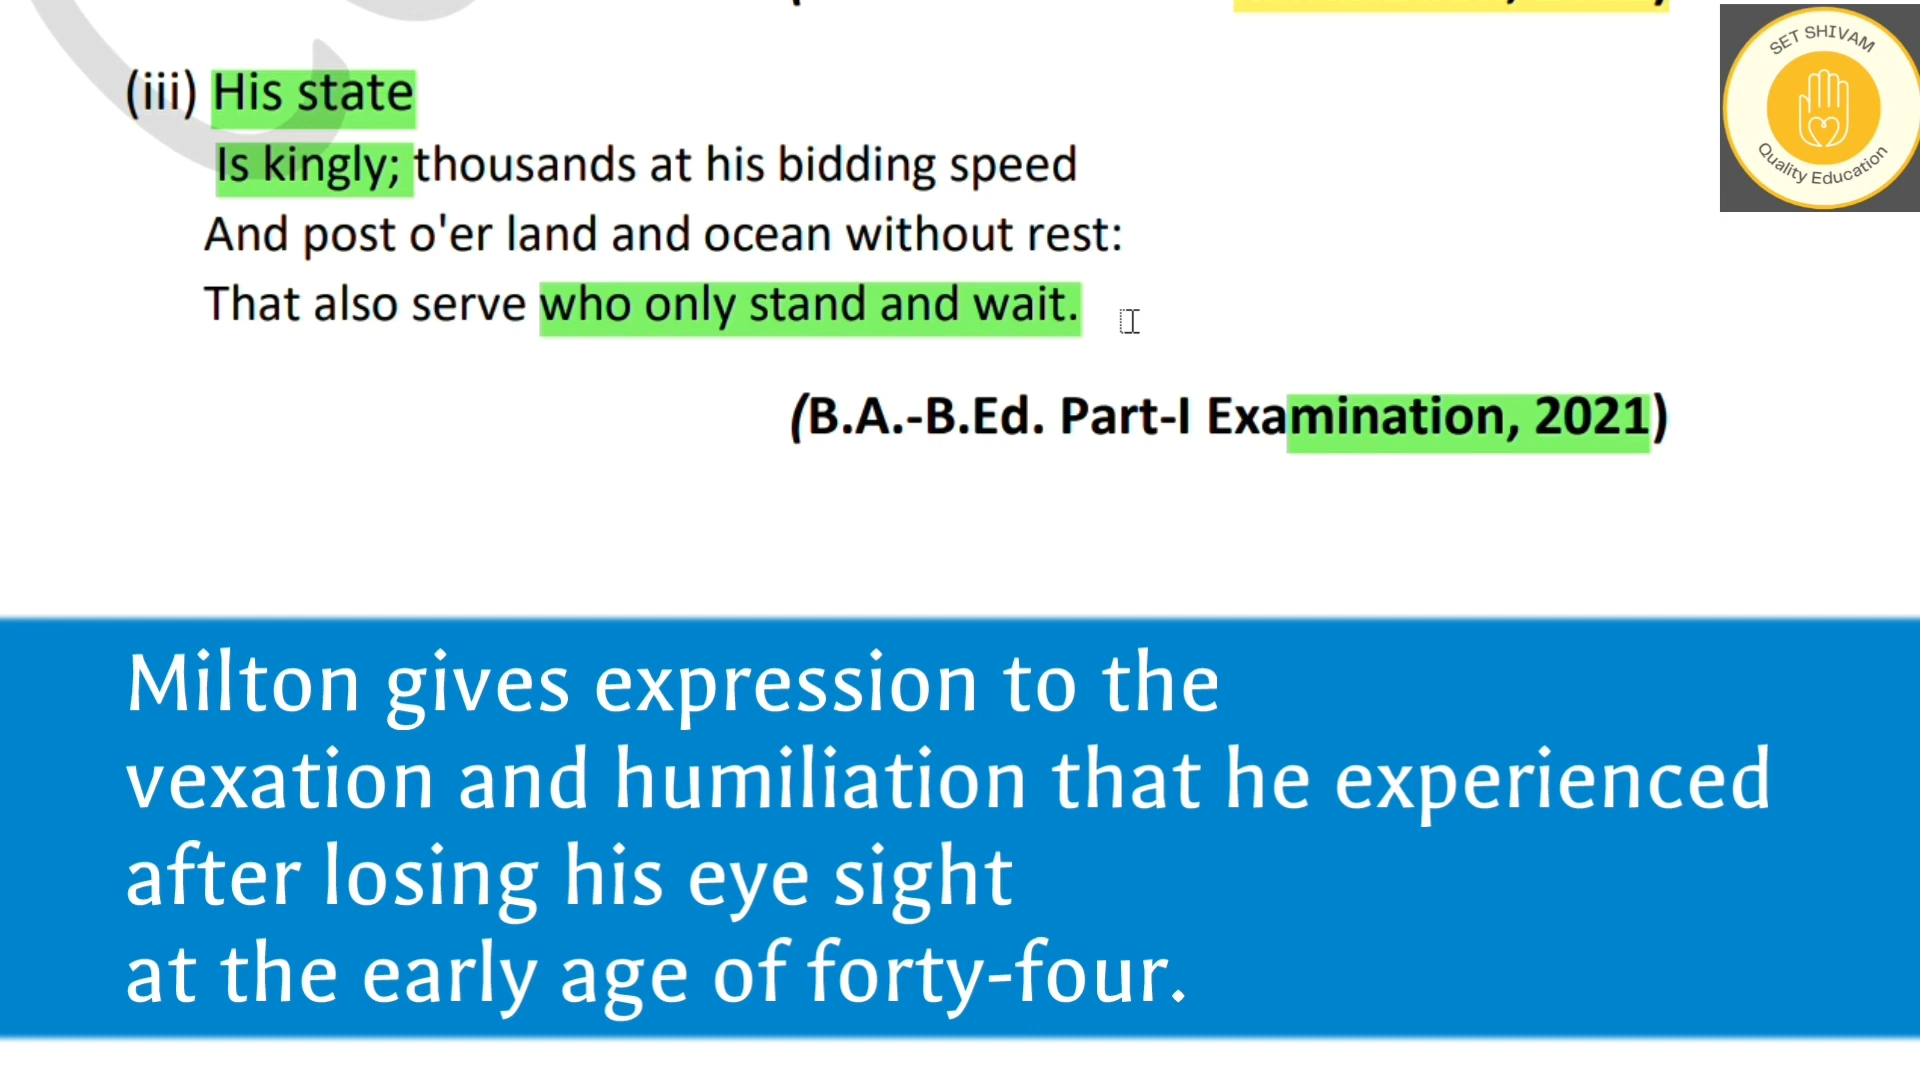 (iii) His state
Is kingly; thousands at his bidding speed
And post o'er land and ocean without rest:
That also serve who only stand and wait.
(B.A.-B.Ed. Part-I Examination, 2021)
Milton gives expression to the
vexation and humiliation that he experienced
after losing his eye sight
at the early age of forty-four.
SET SHIVAM
Quality Education